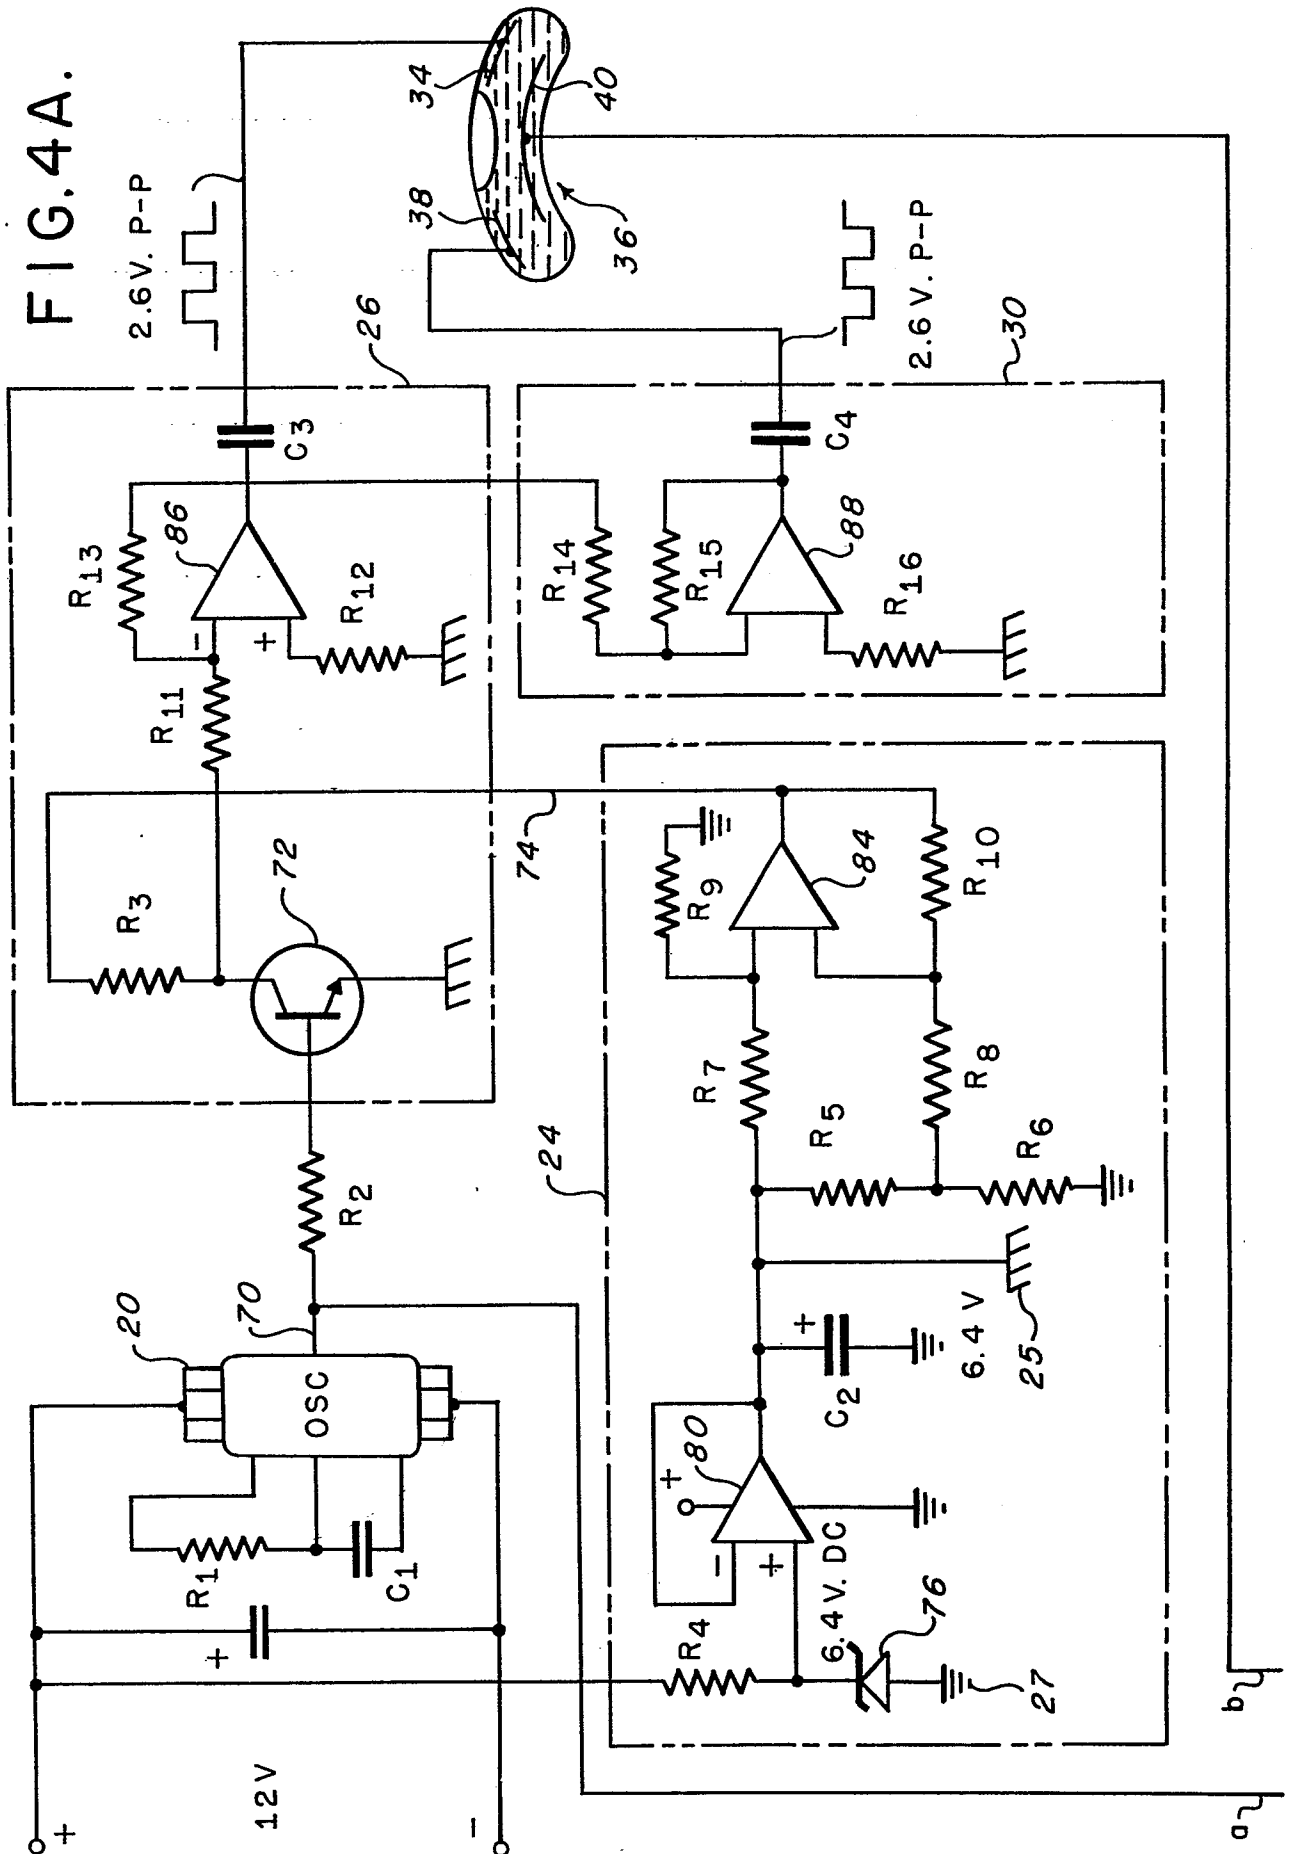 FIG.4A.
2.6V. P-P
34
38
40
36
26
C3
86
R13
R12
R11
72
R3
2.6V. P-P
30
C4
88
R14
R15
R16
74
84
R9
R10
R7
R8
R5
R6
24
20
70
OSC
R2
R1
C1
12V
+
-
+
-
+
+
80
-
+
+
C2
6.4 V
25
6.4 V. DC
R4
76
27
a
b